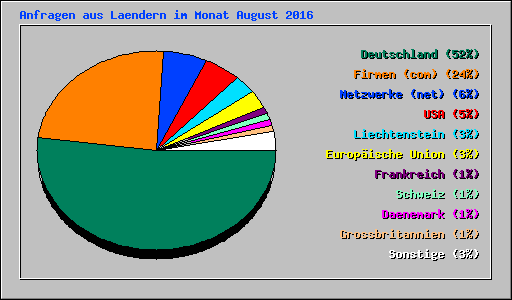 Anfragen aus Laendern im Monat August 2016
Deutschland (52%)
Firmen (com) (24%)
Netzwerke (net) (6%)
USA (5%)
Liechtenstein (3%)
Europäische Union (3%)
Frankreich (1%)
Schweiz (1%)
Daenemark (1%)
Grossbritannien (1%)
Sonstige (3%)